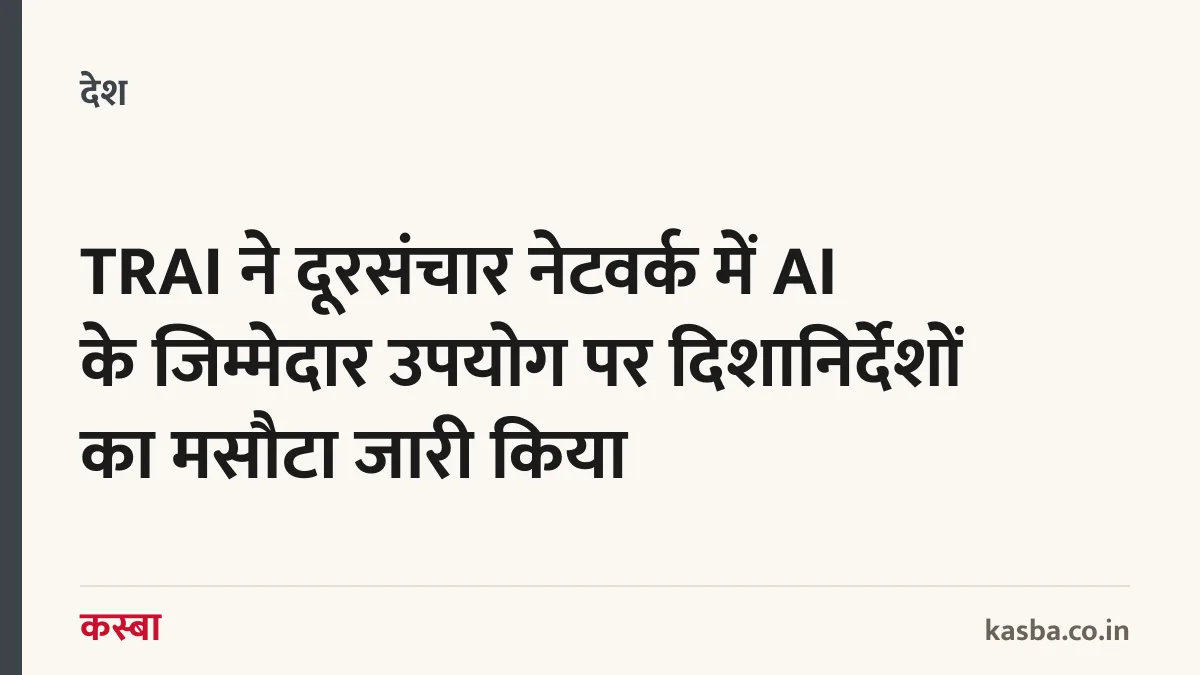 देश
TRAI ने दूरसंचार नेटवर्क में AI
के जिम्मेदार उपयोग पर दिशानिर्देशों
का मसौटा जारी किया
कस्बा
kasba.co.in